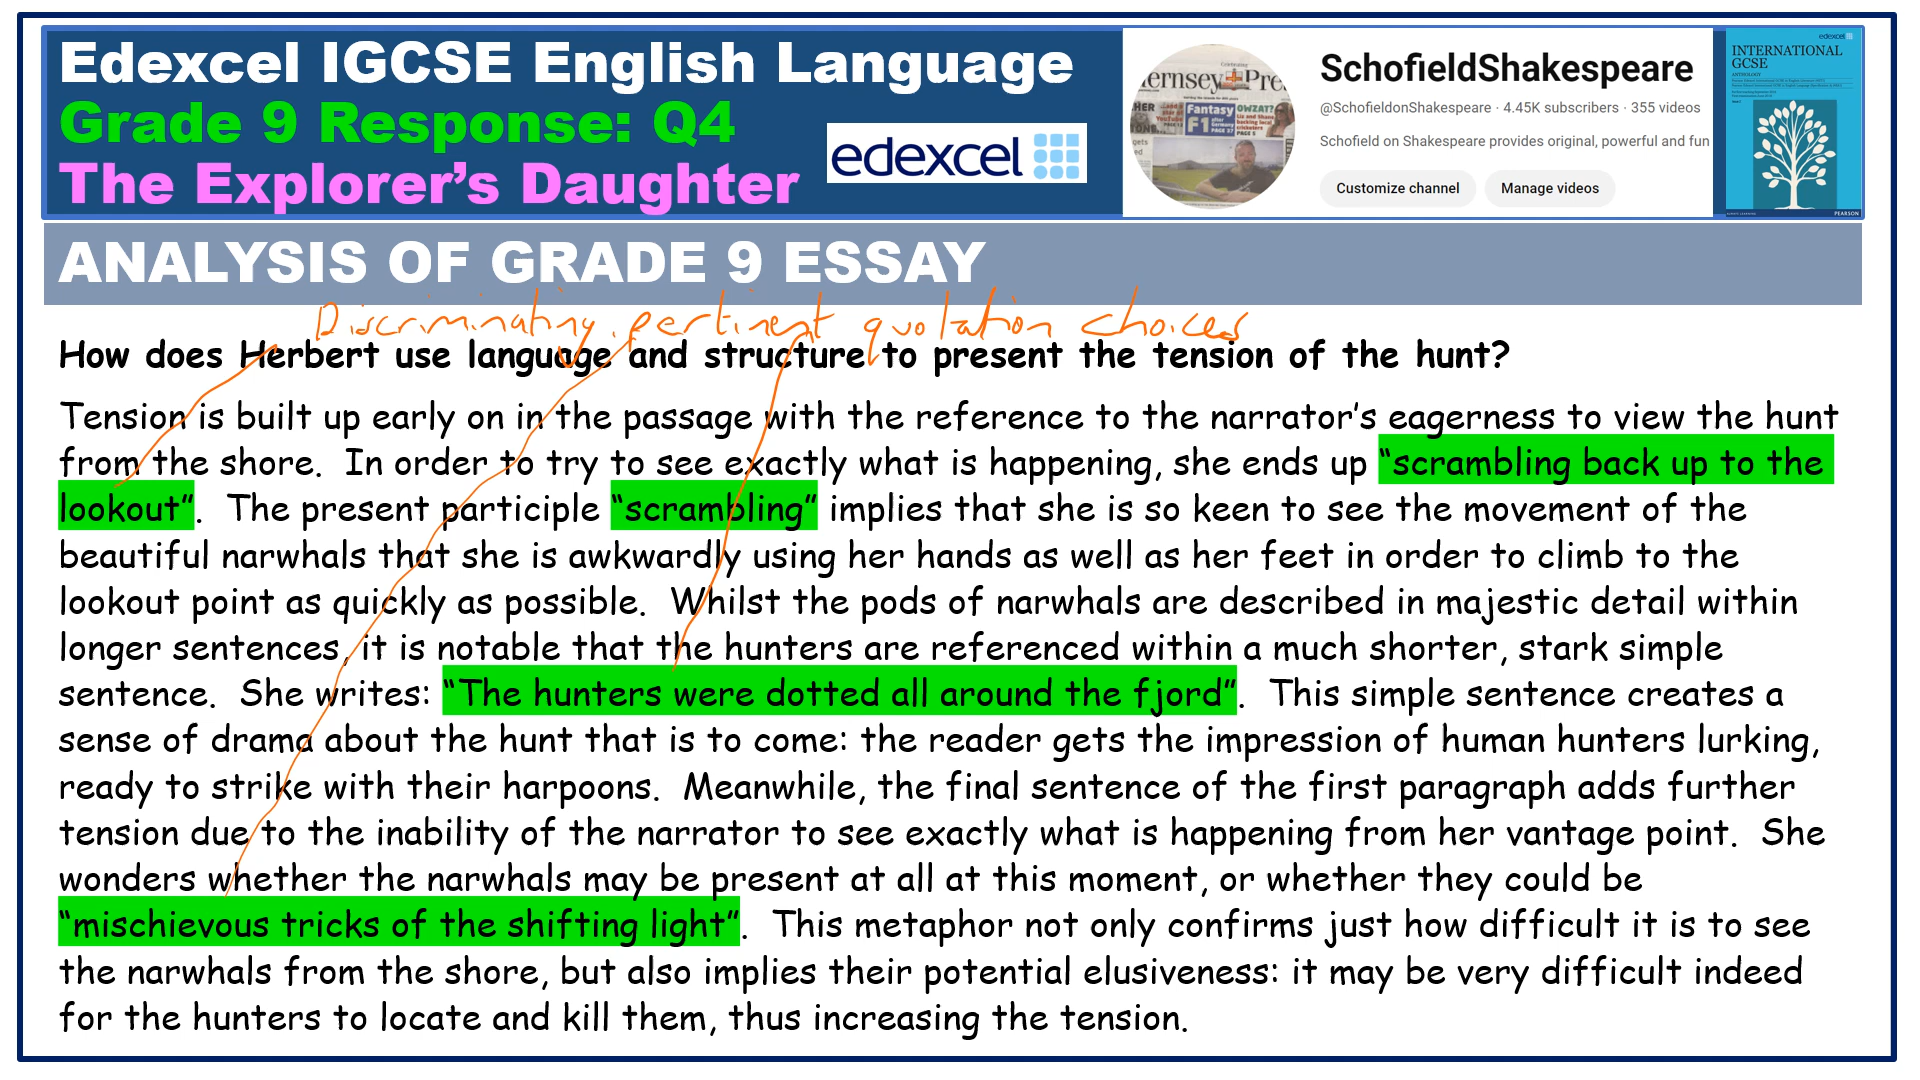 Edexcel IGCSE English Language
Grade 9 Response: Q4
The Explorer's Daughter
edexcel
ernsey Pre
Fantasy
F1
OWZAT?
SchofieldShakespeare
@SchofieldonShakespeare · 4.45K subscribers · 355 videos
Schofield on Shakespeare provides original, powerful and fun
Customize channel
Manage videos
edexcel
INTERNATIONAL
GCSE
ANTHOLOGY
PEARSON
ANALYSIS OF GRADE 9 ESSAY
Discriminating, pertinent quotation choices
How does Herbert use language and structure to present the tension of the hunt?
Tension is built up early on in the passage with the reference to the narrator's eagerness to view the hunt
from the shore. In order to try to see exactly what is happening, she ends up "scrambling back up to the
lookout". The present participle "scrambling" implies that she is so keen to see the movement of the
beautiful narwhals that she is awkwardly using her hands as well as her feet in order to climb to the
lookout point as quickly as possible. Whilst the pods of narwhals are described in majestic detail within
longer sentences, it is notable that the hunters are referenced within a much shorter, stark simple
sentence. She writes: "The hunters were dotted all around the fjord". This simple sentence creates a
sense of drama about the hunt that is to come: the reader gets the impression of human hunters lurking,
ready to strike with their harpoons. Meanwhile, the final sentence of the first paragraph adds further
tension due to the inability of the narrator to see exactly what is happening from her vantage point. She
wonders whether the narwhals may be present at all at this moment, or whether they could be
"mischievous tricks of the shifting light". This metaphor not only confirms just how difficult it is to see
the narwhals from the shore, but also implies their potential elusiveness: it may be very difficult indeed
for the hunters to locate and kill them, thus increasing the tension.